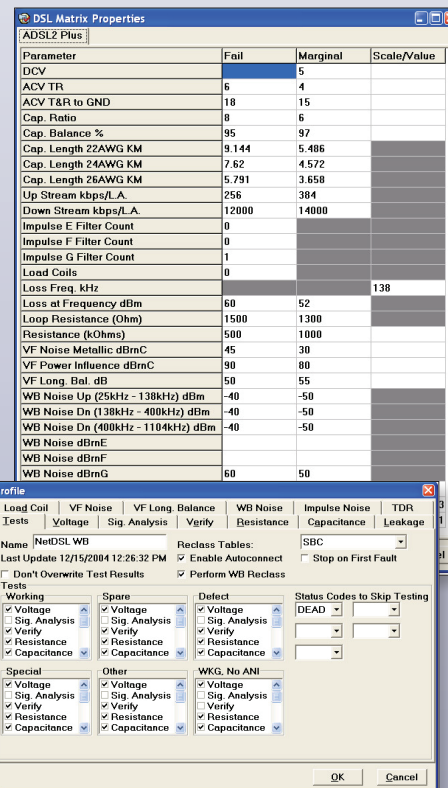 DSL Matrix Properties
ADSL2 Plus
Parameter Fail Marginal Scale/Value
DCV 5
ACV TR 6 4
ACV T&R to GND 18 15
Cap. Ratio 8 6
Cap. Balance % 95 97
Cap. Length 22AWG KM 9.144 5.486
Cap. Length 24AWG KM 7.62 4.572
Cap. Length 26AWG KM 5.791 3.658
Up Stream kbps/L.A. 256 384
Down Stream kbps/L.A. 12000 14000
Impulse E Filter Count 0
Impulse F Filter Count 0
Impulse G Filter Count 1
Load Coils 0
Loss Freq. kHz 138
Loss at Frequency dBm 60 52
Loop Resistance (Ohm) 1500 1300
Resistance (kOhms) 500 1000
VF Noise Metallic dBrnC 45 30
VF Power Influence dBrnC 90 80
VF Long. Bal. dB 50 55
WB Noise Up (25kHz - 138kHz) dBm -40 -50
WB Noise Dn (138kHz - 400kHz) dBm -40 -50
WB Noise Dn (400kHz - 1104kHz) dBm -40 -50
WB Noise dBrnE
WB Noise dBrnF
WB Noise dBrnG 60 50
rofile
Load Coil VF Noise VF Long. Balance WB Noise Impulse Noise TDR
Tests Voltage Sig. Analysis Verify Resistance Capacitance Leakage
Name NetDSL WB Reclass Tables: SBC
Last Update 12/15/2004 12:26:32 PM Enable Autoconnect Stop on First Fault
Don't Overwrite Test Results Perform WB Reclass
Tests
Working Spare Defect Status Codes to Skip Testing
Voltage Voltage Voltage DEAD
Sig. Analysis Sig. Analysis Sig. Analysis
Verify Verify Verify
Resistance Resistance Resistance
Capacitance Capacitance Capacitance
Special Other WKG, No ANI
Voltage Voltage Voltage
Sig. Analysis Sig. Analysis Sig. Analysis
Verify Verify Verify
Resistance Resistance Resistance
Capacitance Capacitance Capacitance
OK Cancel